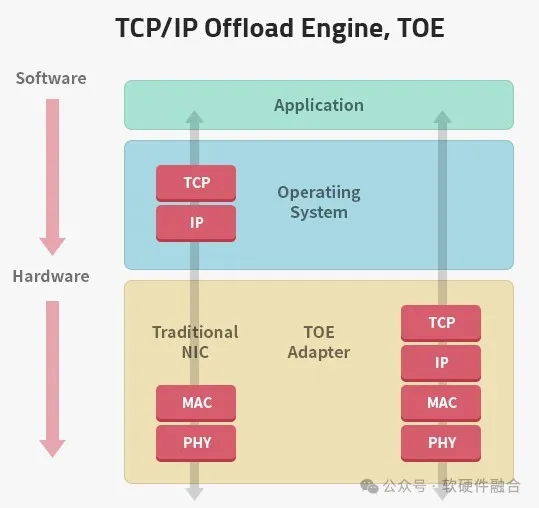 TCP/IP Offload Engine, TOE
Software
Application
TCP
IP
Operatiing
System
Hardware
Traditional
NIC
TOE
Adapter
MAC
PHY
TCP
IP
MAC
PHY
公众号 · 软硬件融合